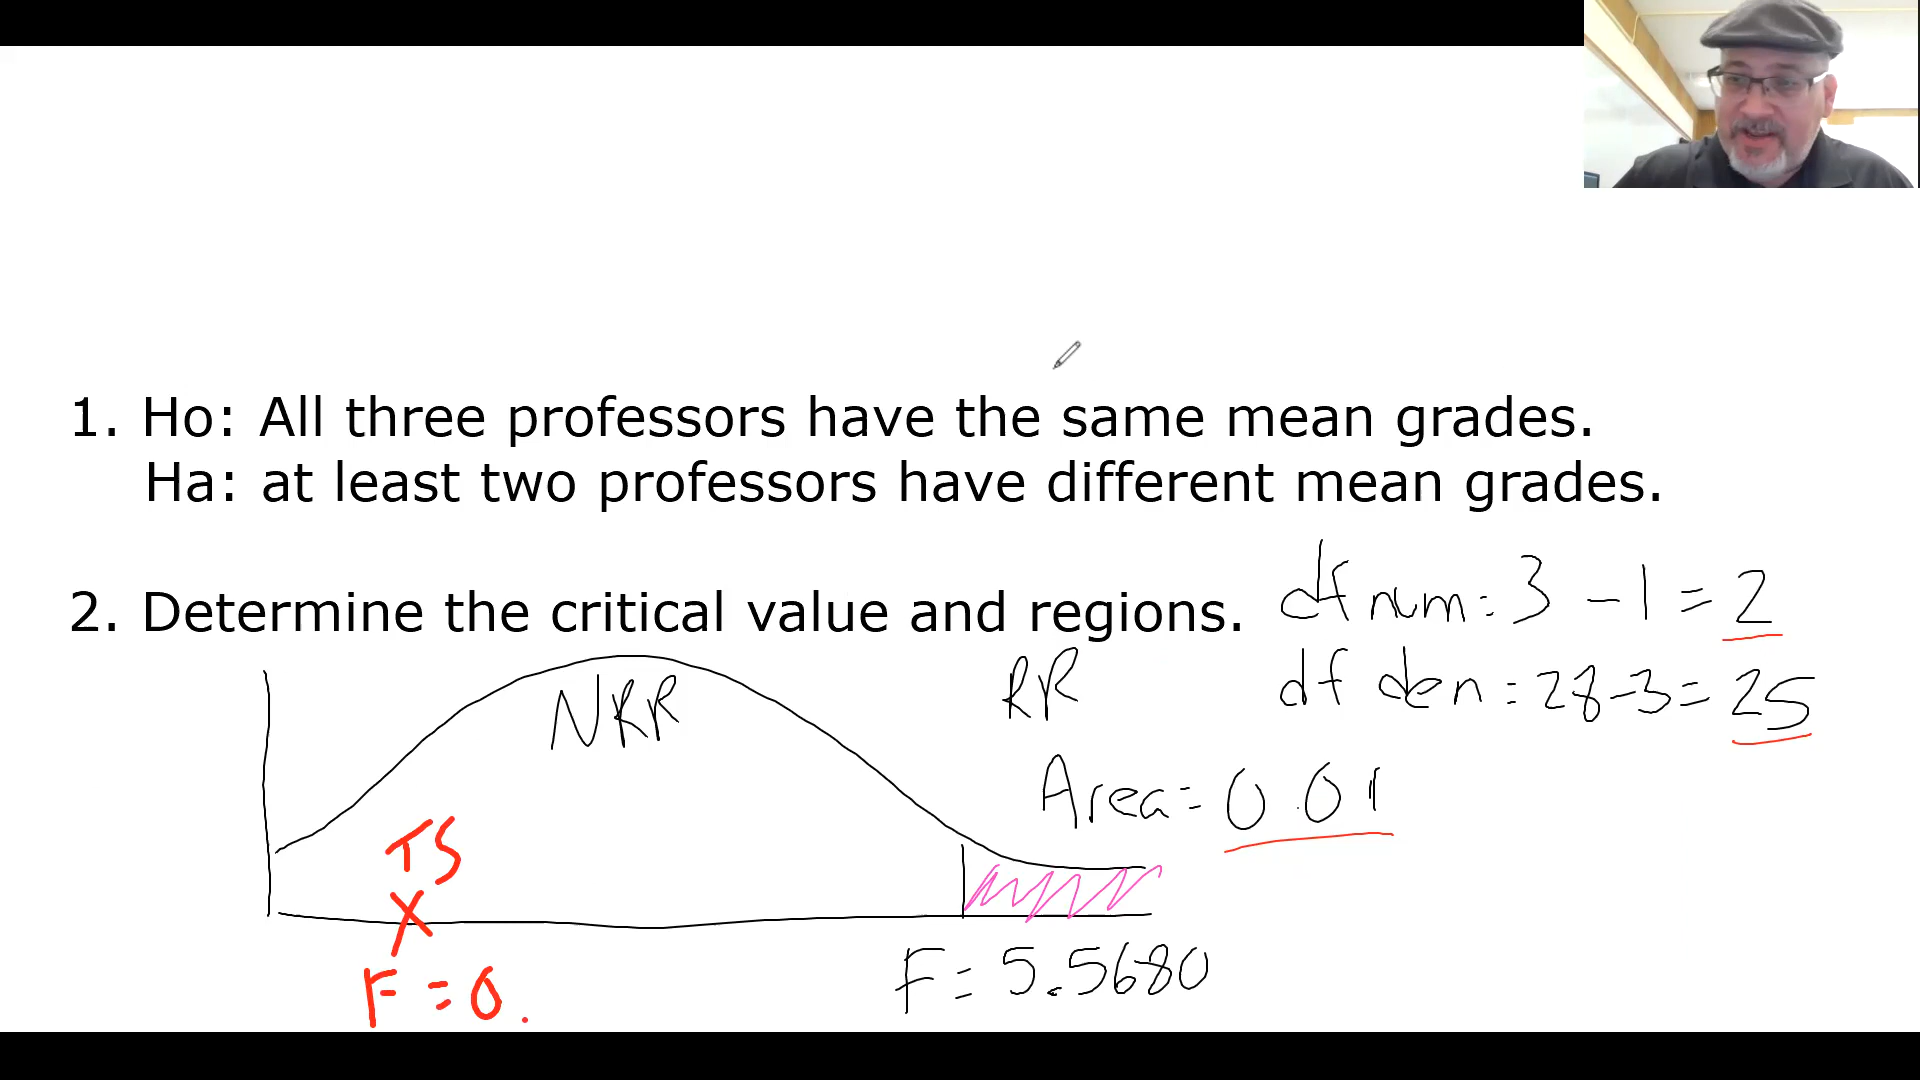 1. Ho: All three professors have the same mean grades.
Ha: at least two professors have different mean grades.
2. Determine the critical value and regions.
df num = 3 - 1 = 2
df den = 28 - 3 = 25
NRR
RR
Area = 0.01
TS
X
F = 5.5680
F = 0.